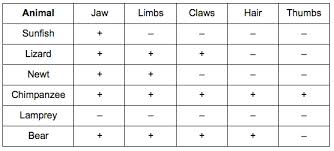 Animal Jaw Limbs Claws Hair Thumbs
Sunfish + – – – –
Lizard + + + – –
Newt + + – – –
Chimpanzee + + + + +
Lamprey – – – – –
Bear + + + + –